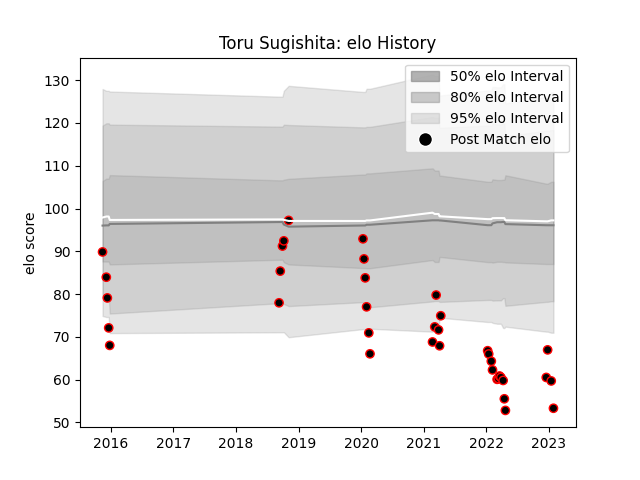 Toru Sugishita: elo History
50% elo Interval
80% elo Interval
95% elo Interval
Post Match elo
elo score
130
120
110
100
90
80
70
60
50
2016 2017 2018 2019 2020 2021 2022 2023